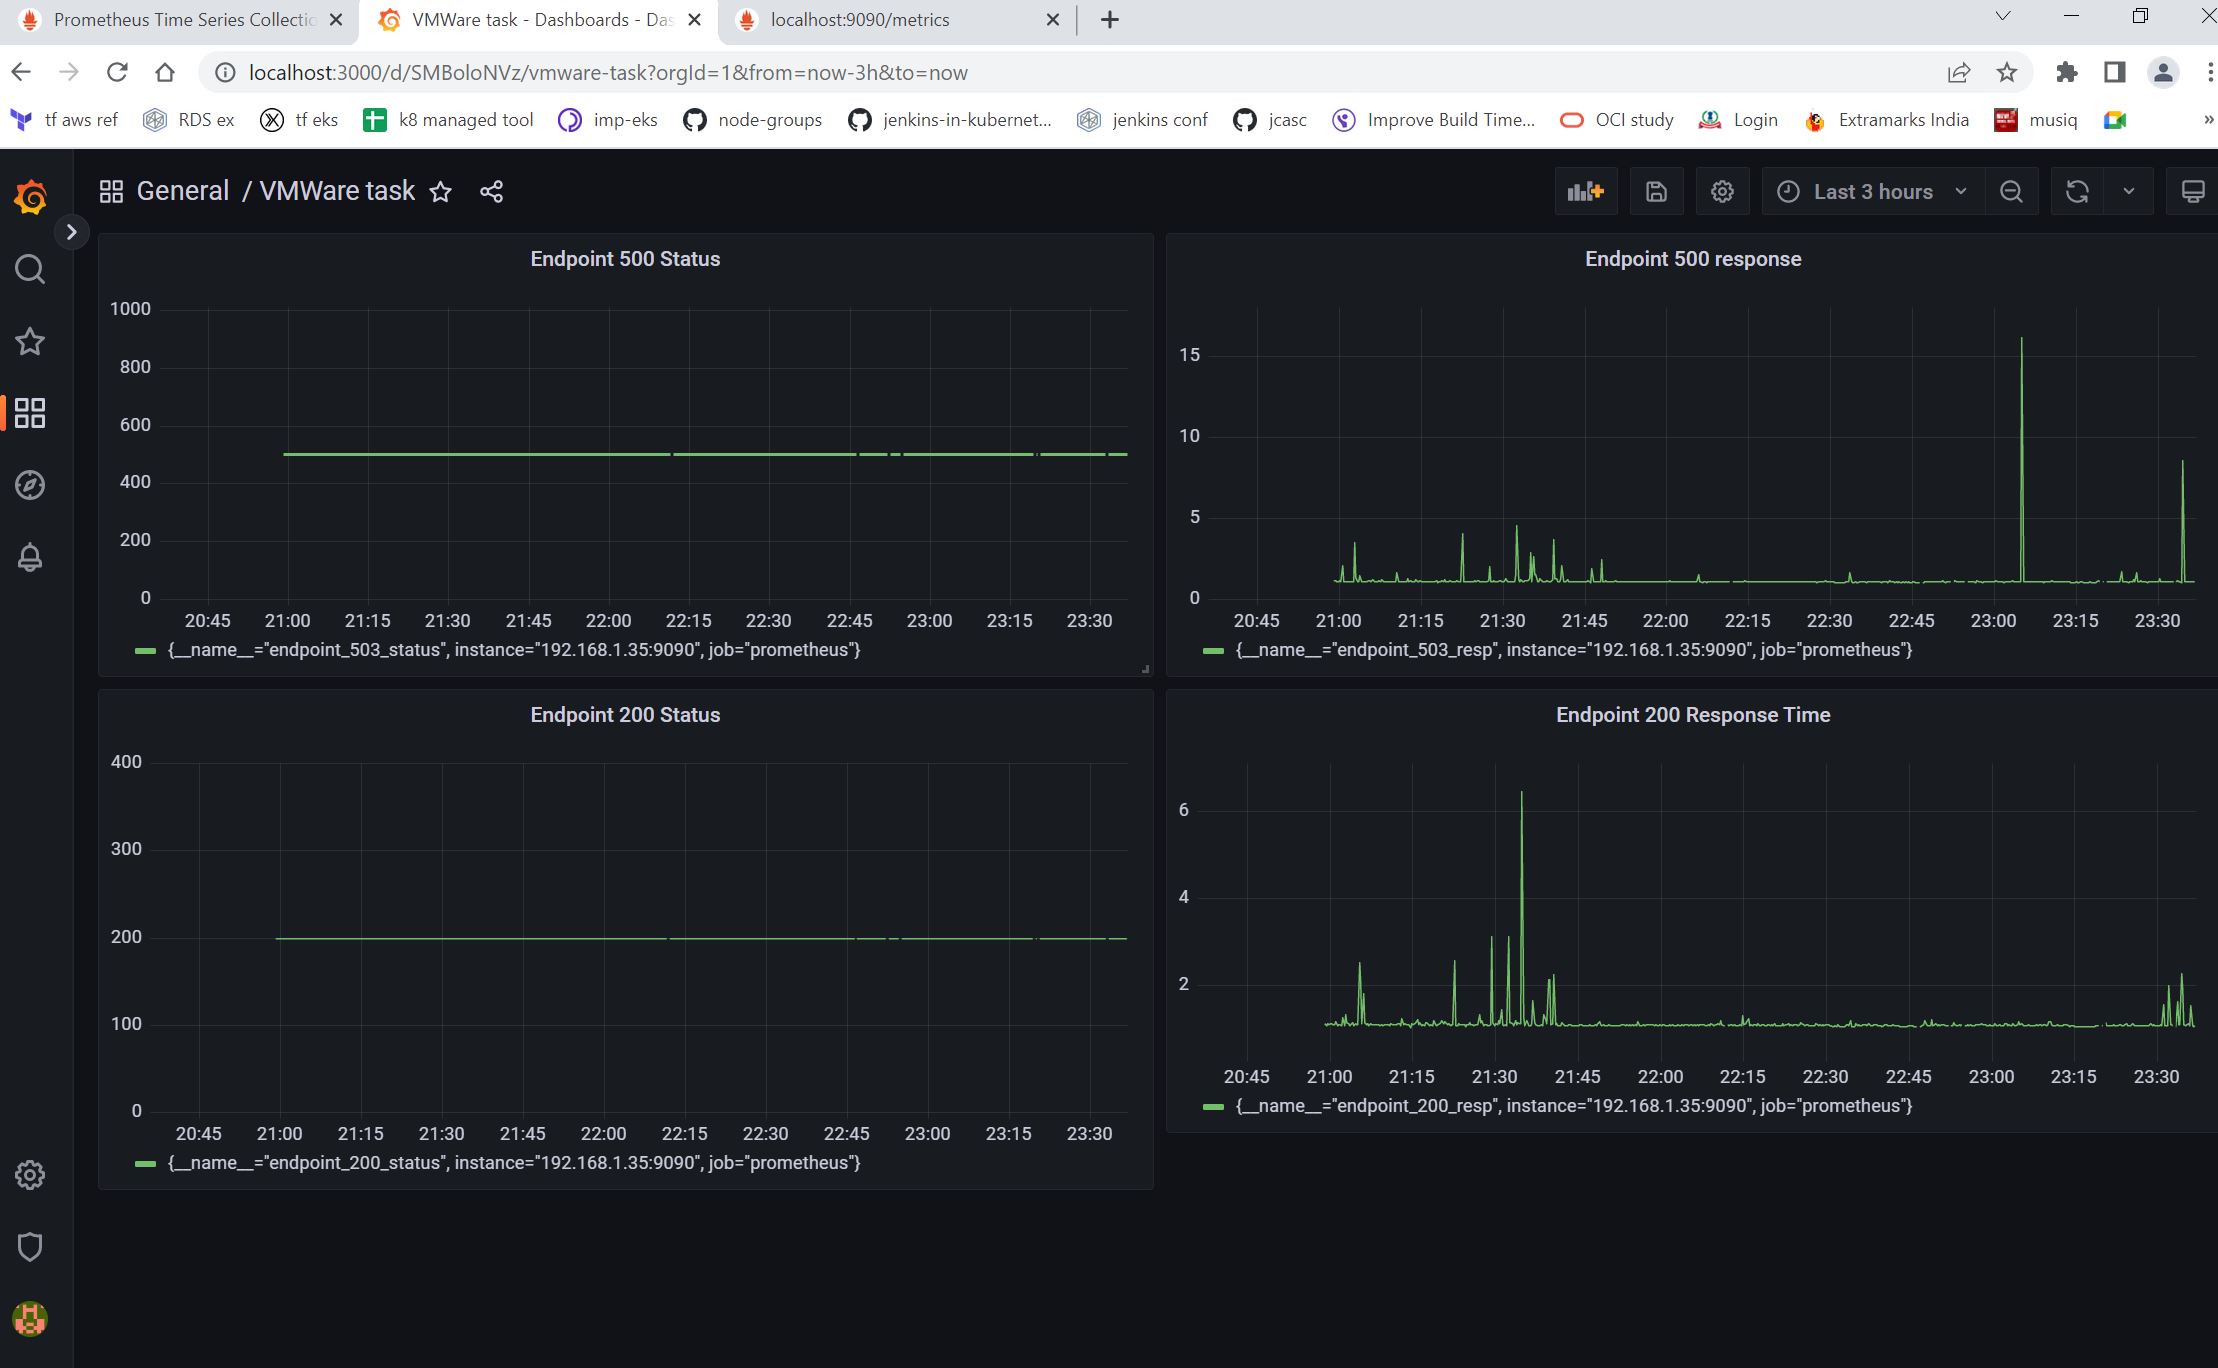 Prometheus Time Series Collectio
VMWare task - Dashboards - Das
localhost:9090/metrics
localhost:3000/d/SMBoloNVz/vmware-task?orgId=1&from=now-3h&to=now
tf aws ref
RDS ex
tf eks
k8 managed tool
imp-eks
node-groups
jenkins-in-kubernet...
jenkins conf
jcasc
Improve Build Time...
OCI study
Login
Extramarks India
musiq
»
General / VMWare task
Last 3 hours
Endpoint 500 Status
1000
800
600
400
200
0
20:45 21:00 21:15 21:30 21:45 22:00 22:15 22:30 22:45 23:00 23:15 23:30
{__name__="endpoint_503_status", instance="192.168.1.35:9090", job="prometheus"}
Endpoint 500 response
15
10
5
0
20:45 21:00 21:15 21:30 21:45 22:00 22:15 22:30 22:45 23:00 23:15 23:30
{__name__="endpoint_503_resp", instance="192.168.1.35:9090", job="prometheus"}
Endpoint 200 Status
400
300
200
100
0
20:45 21:00 21:15 21:30 21:45 22:00 22:15 22:30 22:45 23:00 23:15 23:30
{__name__="endpoint_200_status", instance="192.168.1.35:9090", job="prometheus"}
Endpoint 200 Response Time
6
4
2
20:45 21:00 21:15 21:30 21:45 22:00 22:15 22:30 22:45 23:00 23:15 23:30
{__name__="endpoint_200_resp", instance="192.168.1.35:9090", job="prometheus"}